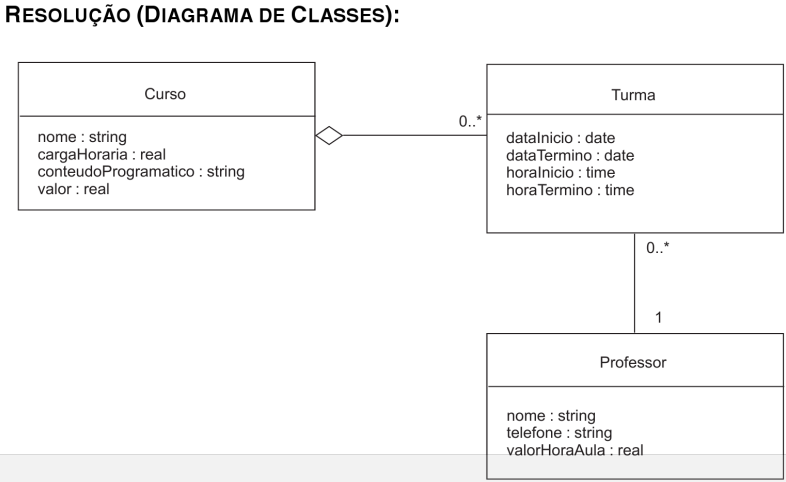 RESOLUÇÃO (DIAGRAMA DE CLASSES):
Curso
nome : string
cargaHoraria : real
conteudoProgramatico : string
valor : real
0..*
Turma
dataInicio : date
dataTermino : date
horaInicio : time
horaTermino : time
0..*
1
Professor
nome : string
telefone : string
valorHoraAula : real